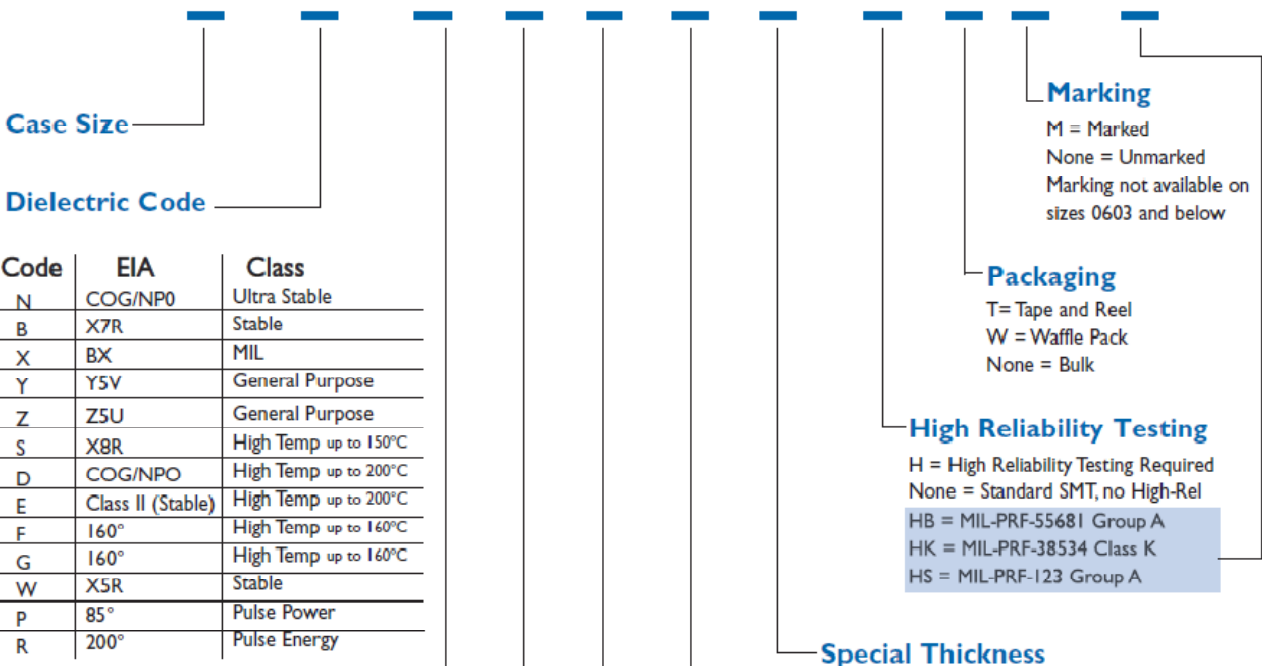 Case Size
Dielectric Code
Code EIA Class
N COG/NP0 Ultra Stable
B X7R Stable
X BX MIL
Y Y5V General Purpose
Z Z5U General Purpose
S X8R High Temp up to 150°C
D COG/NPO High Temp up to 200°C
E Class II (Stable) High Temp up to 200°C
F 160° High Temp up to 160°C
G 160° High Temp up to 160°C
W X5R Stable
P 85° Pulse Power
R 200° Pulse Energy
Marking
M = Marked
None = Unmarked
Marking not available on
sizes 0603 and below
Packaging
T= Tape and Reel
W = Waffle Pack
None = Bulk
High Reliability Testing
H = High Reliability Testing Required
None = Standard SMT, no High-Rel
HB = MIL-PRF-55681 Group A
HK = MIL-PRF-38534 Class K
HS = MIL-PRF-123 Group A
Special Thickness